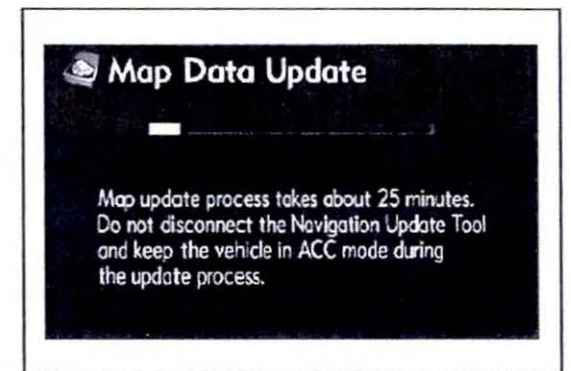 Map Data Update
Map update process takes about 25 minutes.
Do not disconnect the Navigation Update Tool
and keep the vehicle in ACC mode during
the update process.